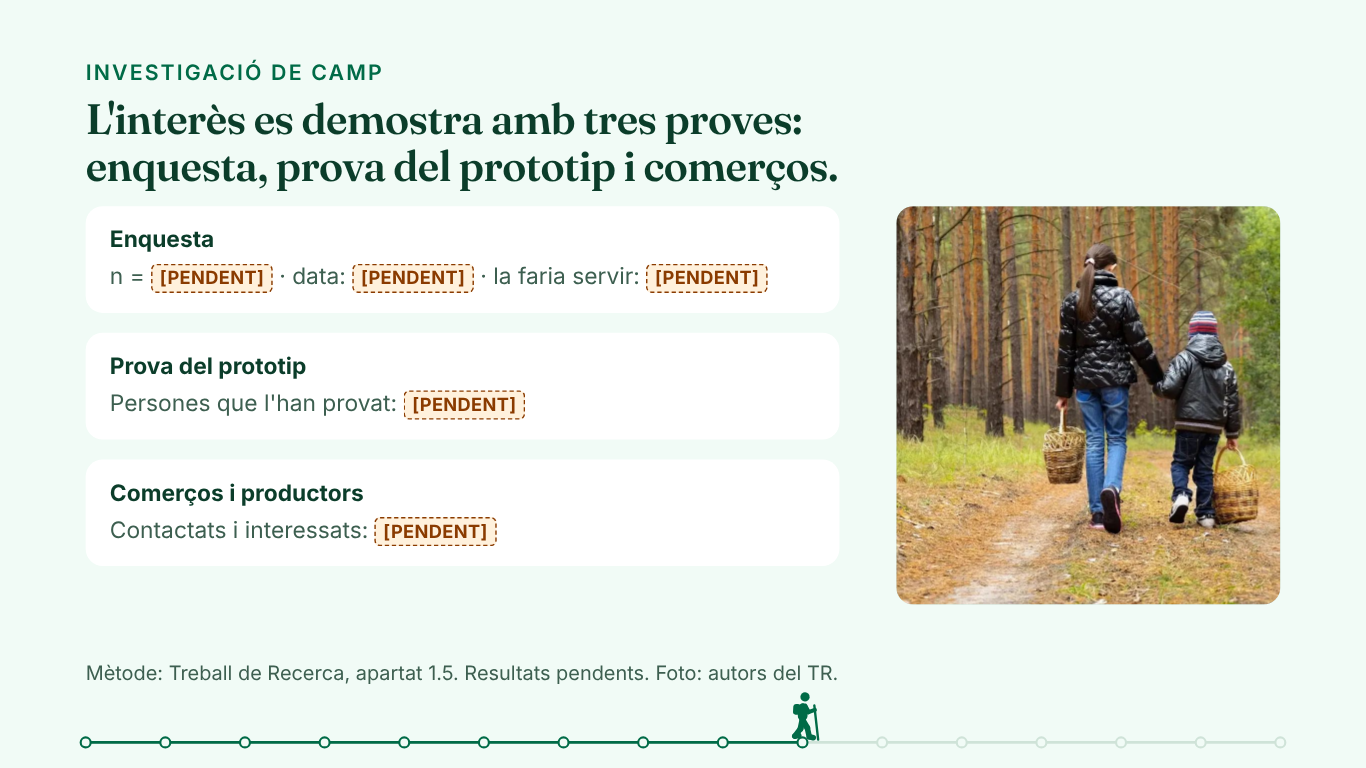 INVESTIGACIÓ DE CAMP
L'interès es demostra amb tres proves:
enquesta, prova del prototip i comerços.
Enquesta
n = [PENDENT] · data: [PENDENT] · la faria servir: [PENDENT]
Prova del prototip
Persones que l'han provat: [PENDENT]
Comerços i productors
Contactats i interessats: [PENDENT]
Mètode: Treball de Recerca, apartat 1.5. Resultats pendents. Foto: autors del TR.